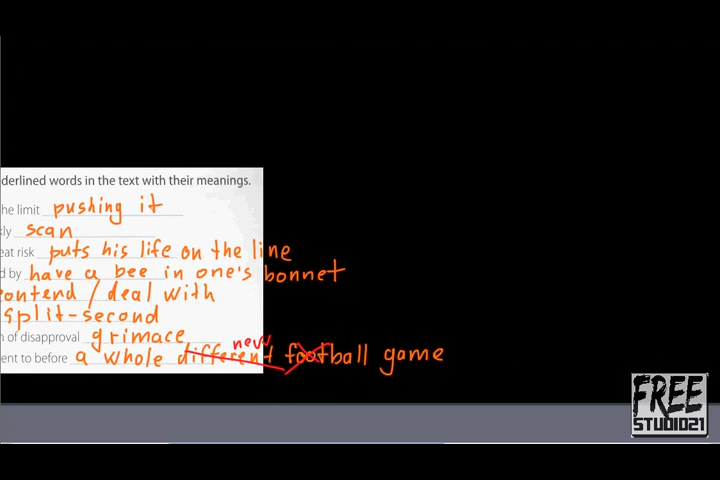 derlined words in the text with their meanings.
he limit pushing it
kly scan
eat risk puts his life on the line
d by have a bee in one's bonnet
contend / deal with
split-second
n of disapproval grimace
new
ent to before a whole different football game
FREE
STUDIO21